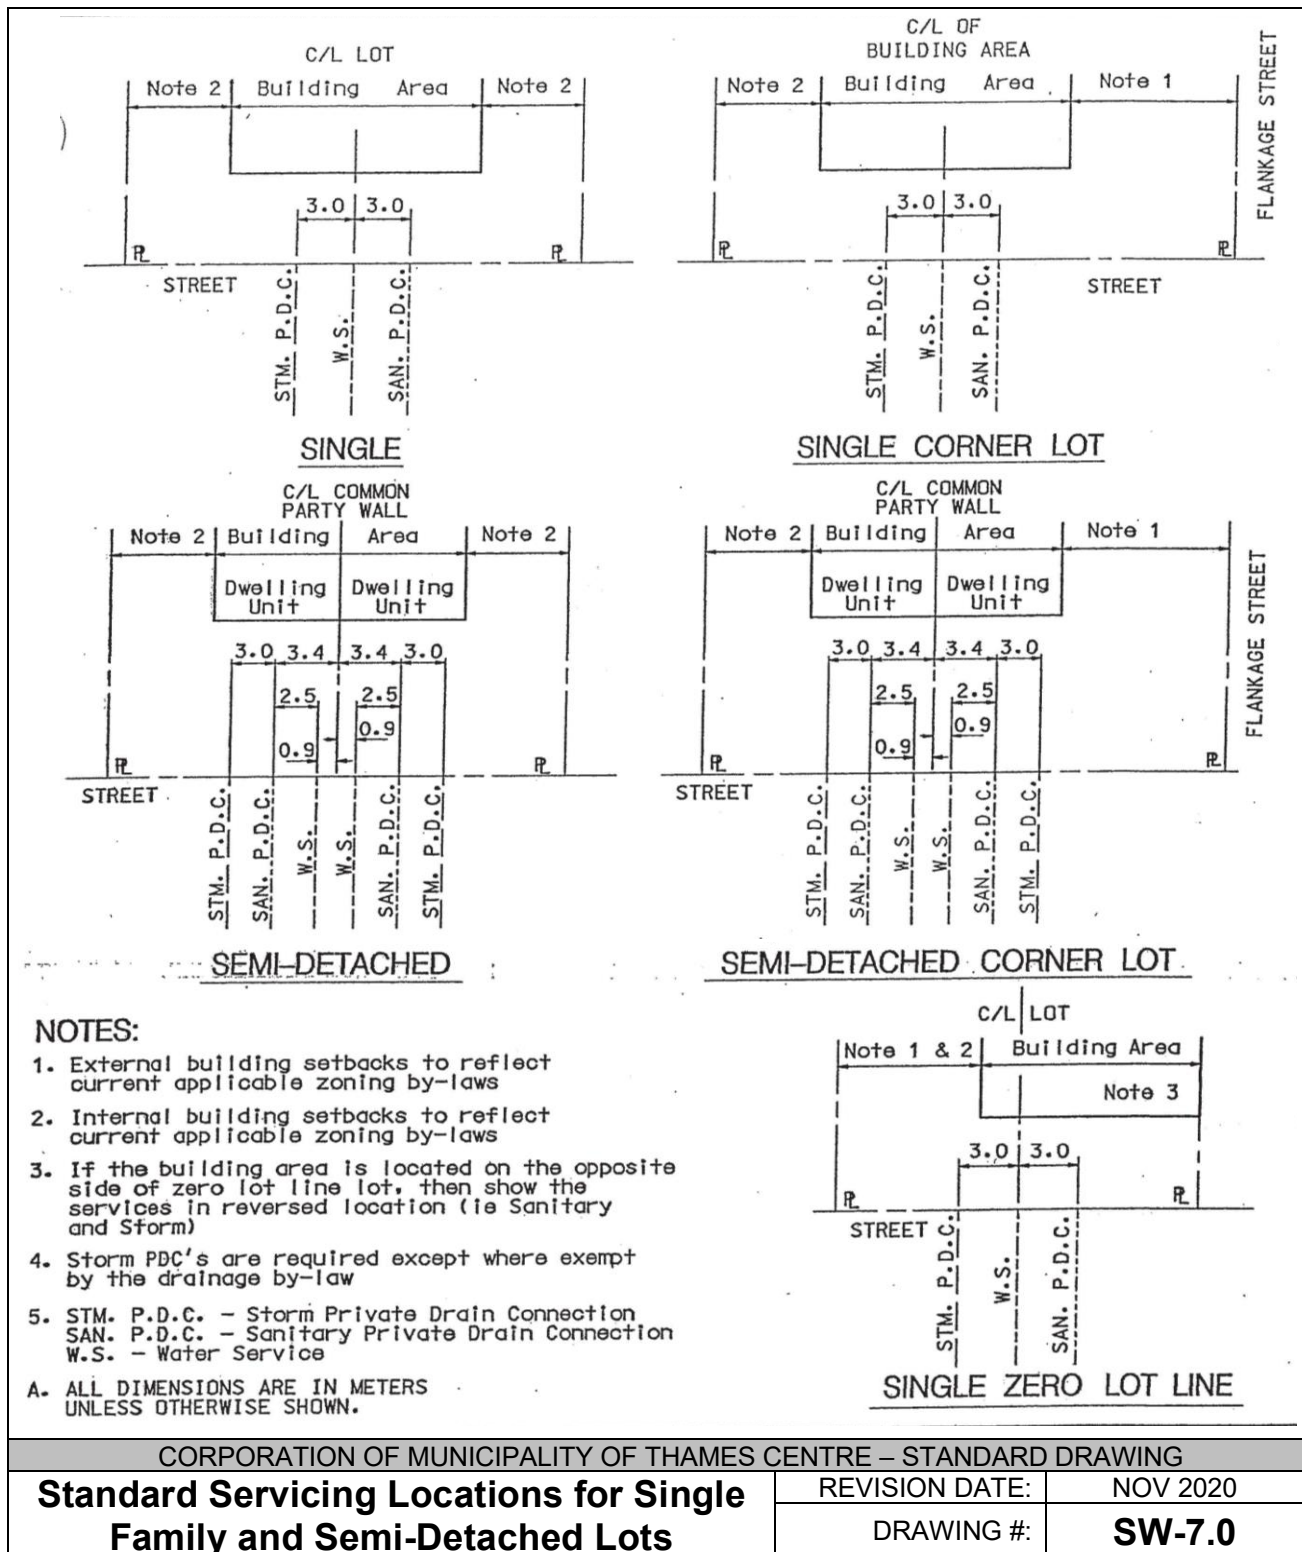 C/L LOT
Note 2 Building Area Note 2
3.0 3.0
PL PL
STREET
STM. P.D.C.
W.S.
SAN. P.D.C.
SINGLE
C/L OF
BUILDING AREA
Note 2 Building Area Note 1
FLANKAGE STREET
3.0 3.0
PL PL
STREET
STM. P.D.C.
W.S.
SAN. P.D.C.
SINGLE CORNER LOT
C/L COMMON
PARTY WALL
Note 2 Building Area Note 2
Dwelling Dwelling
Unit Unit
3.0 3.4 3.4 3.0
2.5 2.5
0.9
0.9
PL PL
STREET
STM. P.D.C.
SAN. P.D.C.
W.S.
W.S.
SAN. P.D.C.
STM. P.D.C.
SEMI-DETACHED
C/L COMMON
PARTY WALL
Note 2 Building Area Note 1
Dwelling Dwelling
Unit Unit
FLANKAGE STREET
3.0 3.4 3.4 3.0
2.5 2.5
0.9
0.9
PL PL
STREET
STM. P.D.C.
SAN. P.D.C.
W.S.
W.S.
SAN. P.D.C.
STM. P.D.C.
SEMI-DETACHED CORNER LOT
NOTES:
1. External building setbacks to reflect
current applicable zoning by-laws
2. Internal building setbacks to reflect
current applicable zoning by-laws
3. If the building area is located on the opposite
side of zero lot line lot, then show the
services in reversed location (ie Sanitary
and Storm)
4. Storm PDC's are required except where exempt
by the drainage by-law
5. STM. P.D.C. - Storm Private Drain Connection
SAN. P.D.C. - Sanitary Private Drain Connection
W.S. - Water Service
A. ALL DIMENSIONS ARE IN METERS
UNLESS OTHERWISE SHOWN.
C/L LOT
Note 1 & 2 Building Area
Note 3
3.0 3.0
PL PL
STREET
STM. P.D.C.
W.S.
SAN. P.D.C.
SINGLE ZERO LOT LINE
CORPORATION OF MUNICIPALITY OF THAMES CENTRE – STANDARD DRAWING
Standard Servicing Locations for Single
Family and Semi-Detached Lots
REVISION DATE: NOV 2020
DRAWING #: SW-7.0